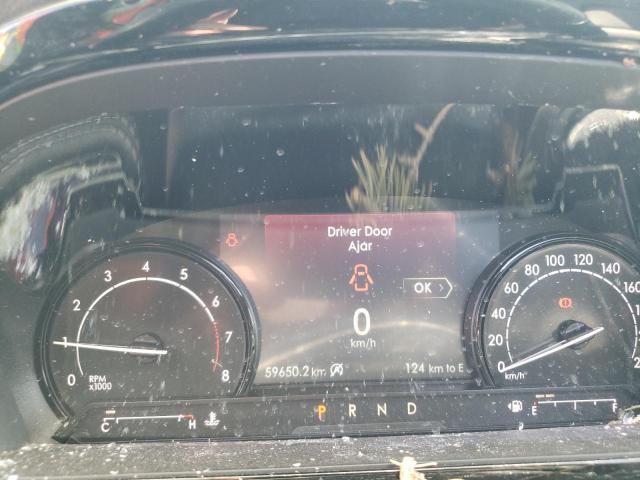 Driver Door
Ajar
OK
0
km/h
59650.2 km
124 km to E
0 1 2 3 4 5 6 7 8
RPM
x1000
0 20 40 60 80 100 120 140 160
km/h
C H
P R N D
E F